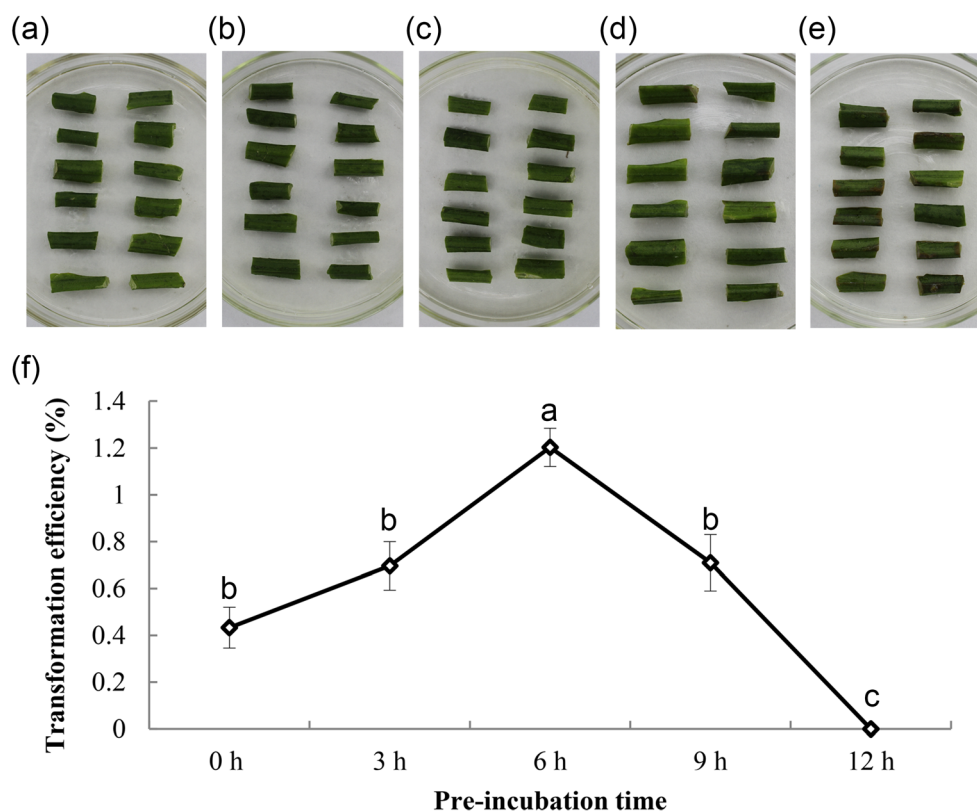 (a) (b) (c) (d) (e)
(f)
Transformation efficiency (%)
1.4
1.2
1
0.8
0.6
0.4
0.2
0
b
b
a
b
c
0 h 3 h 6 h 9 h 12 h
Pre-incubation time